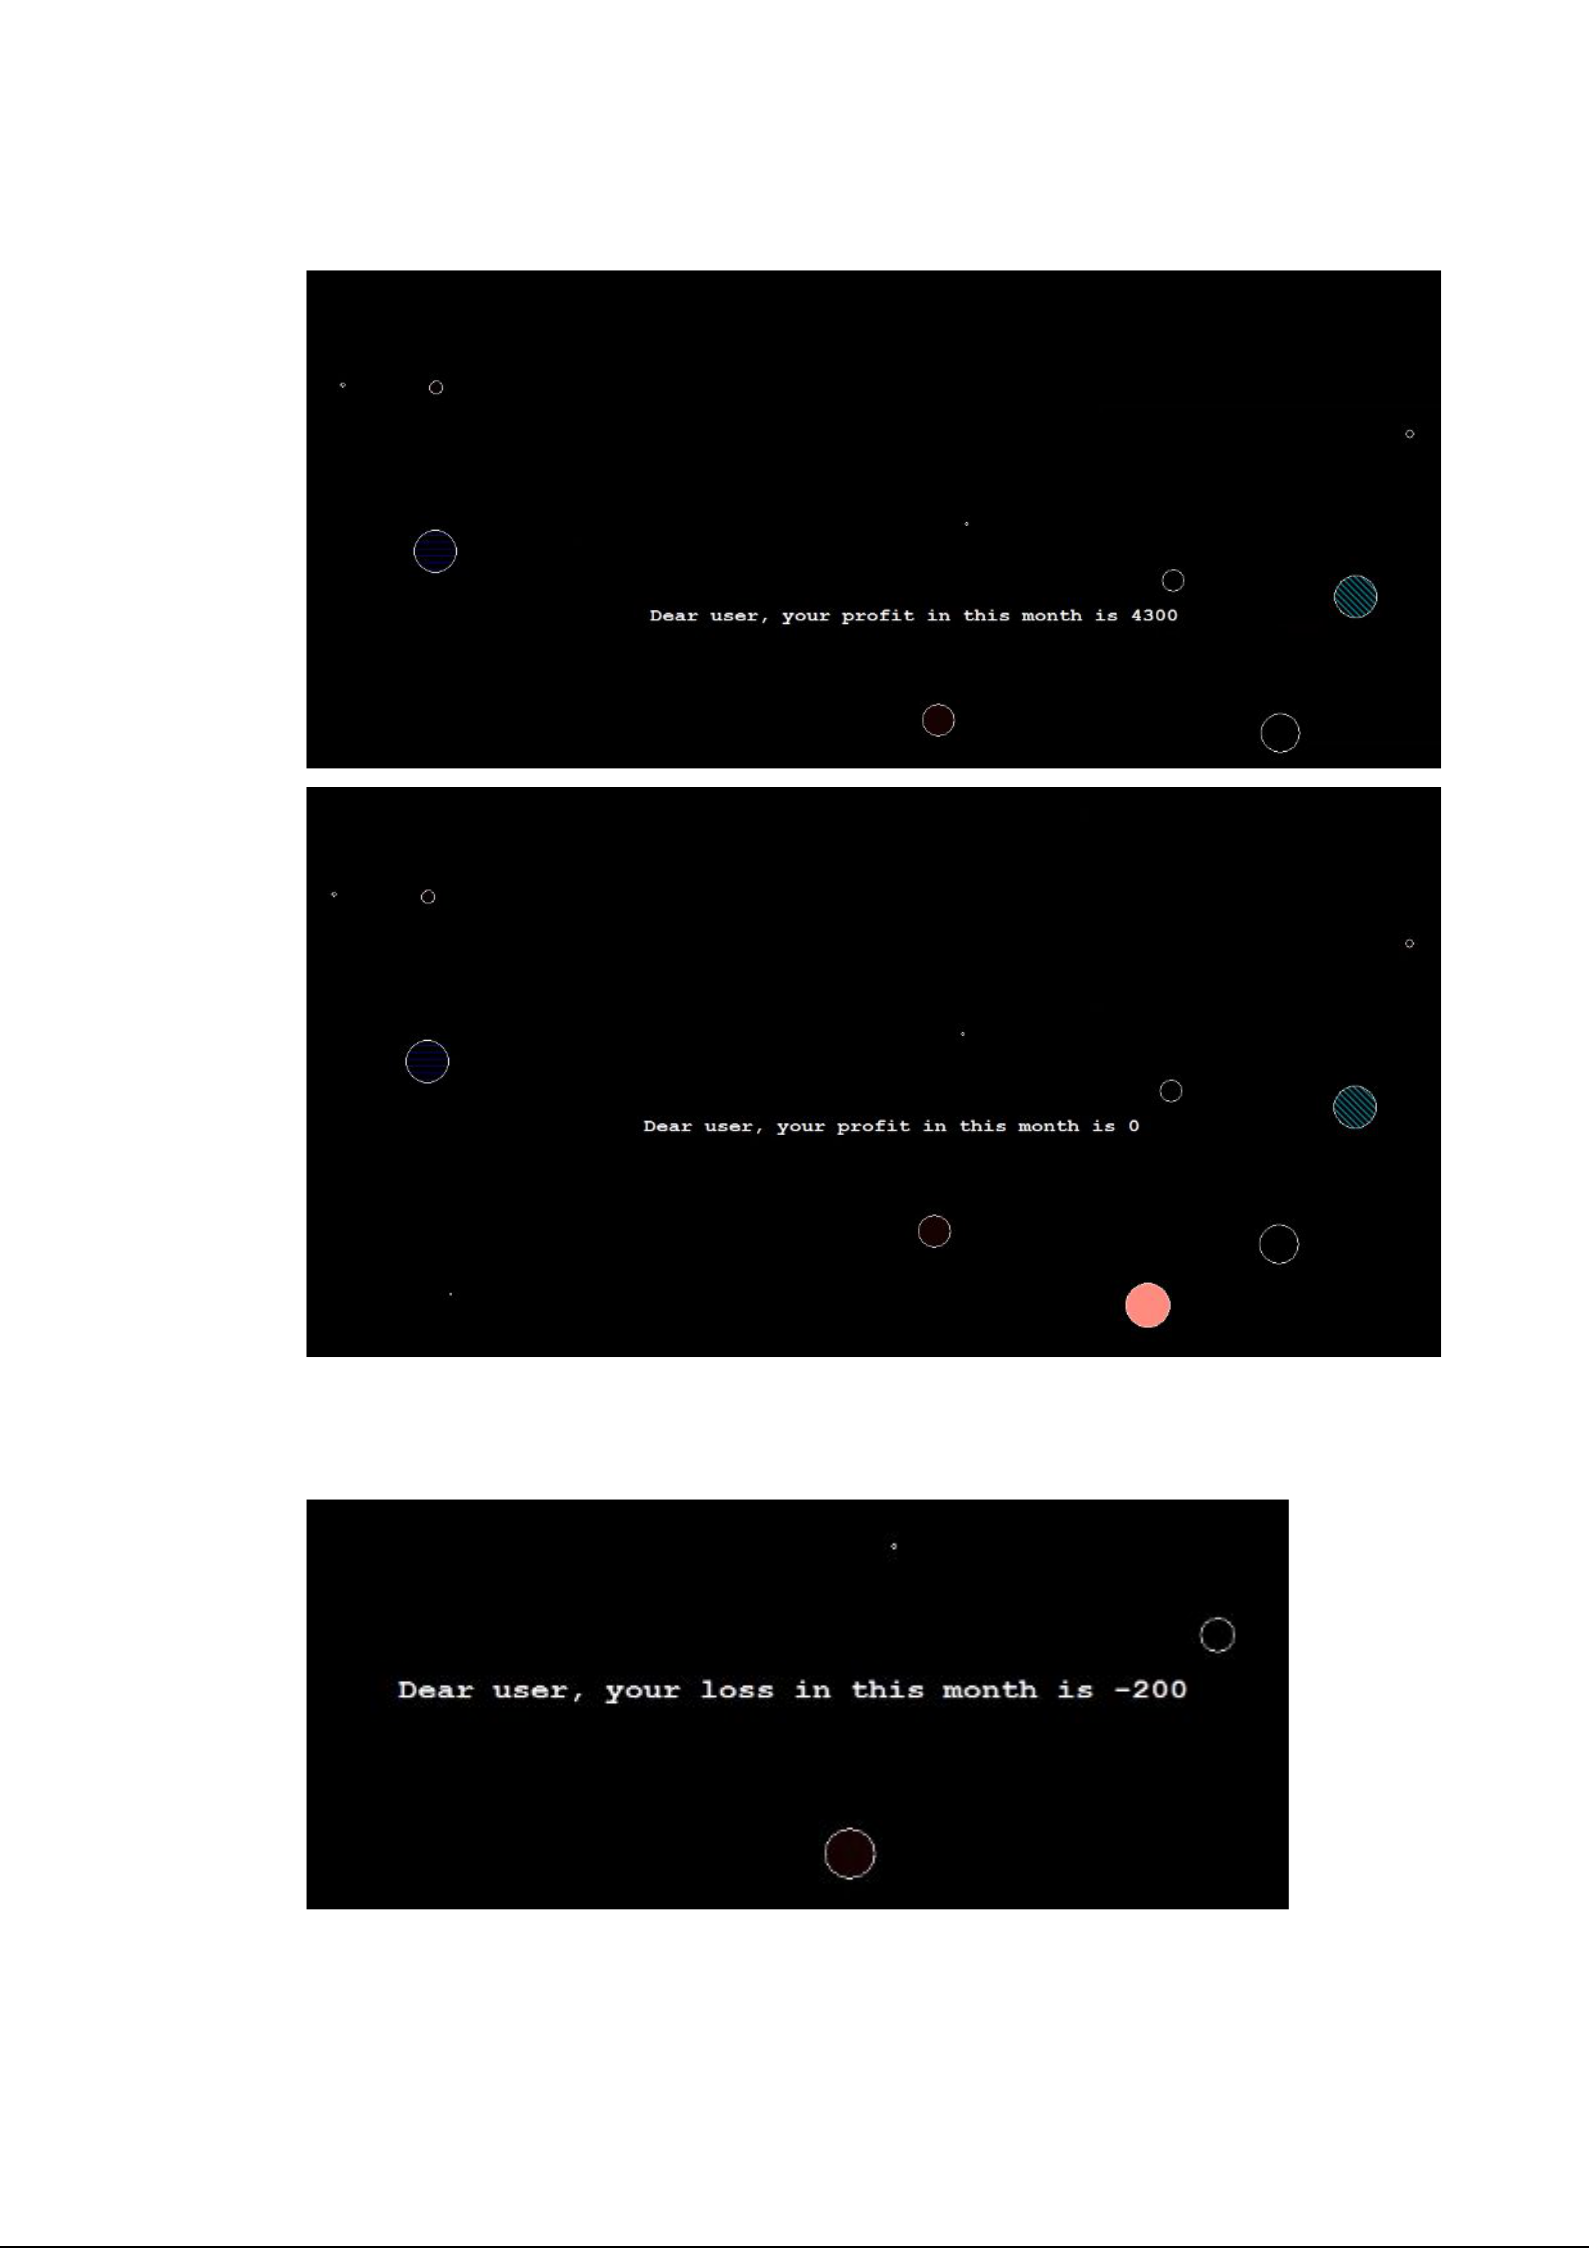 Dear user, your profit in this month is 4300
Dear user, your profit in this month is 0
Dear user, your loss in this month is -200